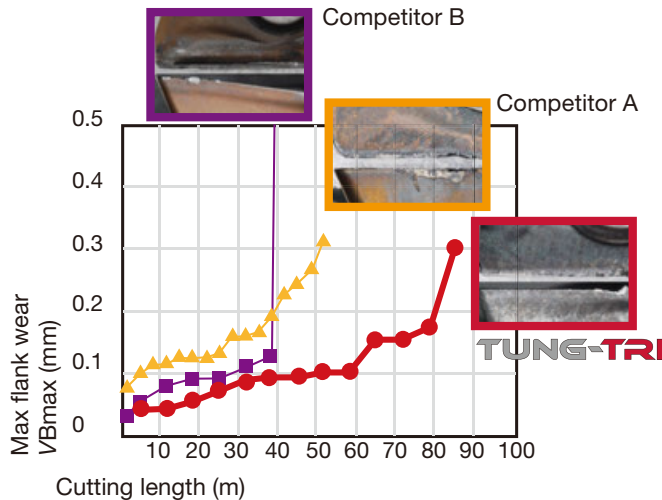 Competitor B
Competitor A
0.5
0.4
0.3
0.2
0.1
0
Max flank wear
VBmax (mm)
TUNG-TRI
10 20 30 40 50 60 70 80 90 100
Cutting length (m)